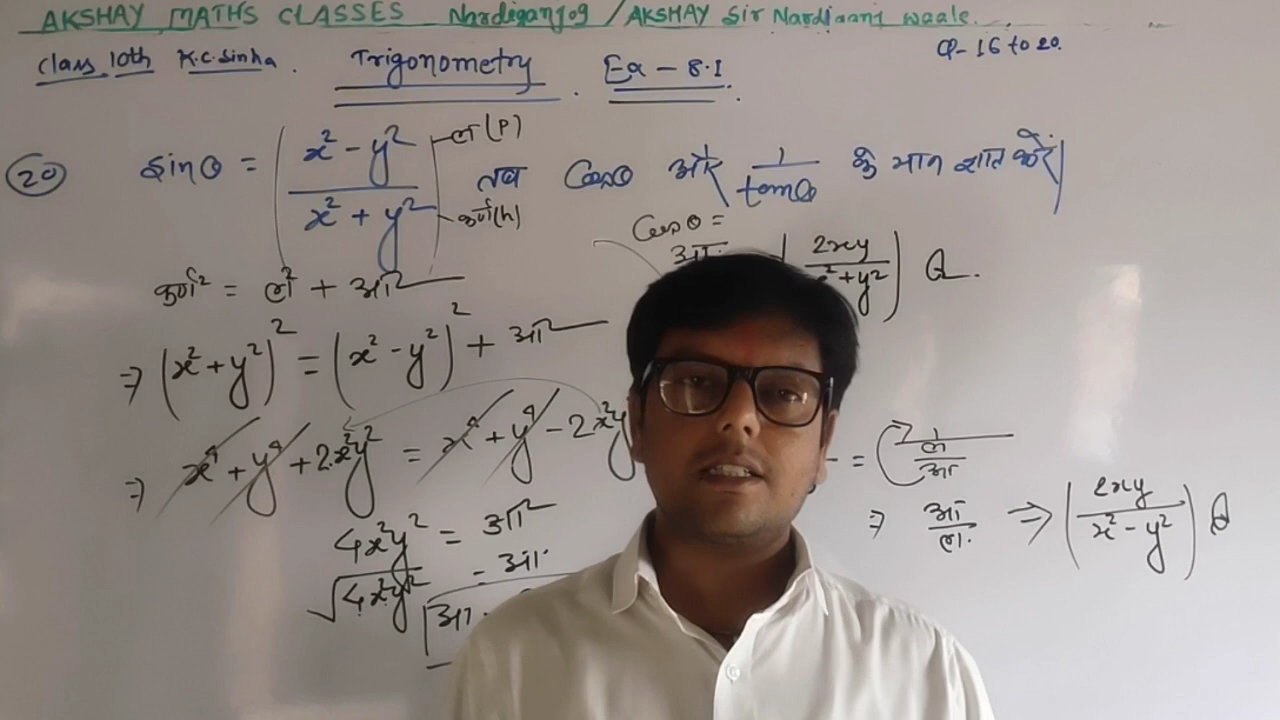 AKSHAY MATHS CLASSES Nardiganj09 / AKSHAY Sir Nardiganj waale.
Class 10th K.C.Sinha. Trigonometry. Ex - 8.1. Q- 16 to 20.
20 sinθ = (x² - y² / x² + y²) तब Cosθ और 1/tanθ के मान ज्ञात करें|
लं (P)
कर्ण(h)
Cosθ =
आ. (2xy / x²+y²)
कर्ण² = लं² + आ²
⇒ (x²+y²)² = (x²-y²)² + आ²
⇒ x⁴ + y⁴ + 2x²y² = x⁴ + y⁴ - 2x²y
= 1 / लं/आ
4x²y² = आ²
⇒ आ/लं. ⇒ (2xy / x² - y²)
√4x²y² = आ.
आ